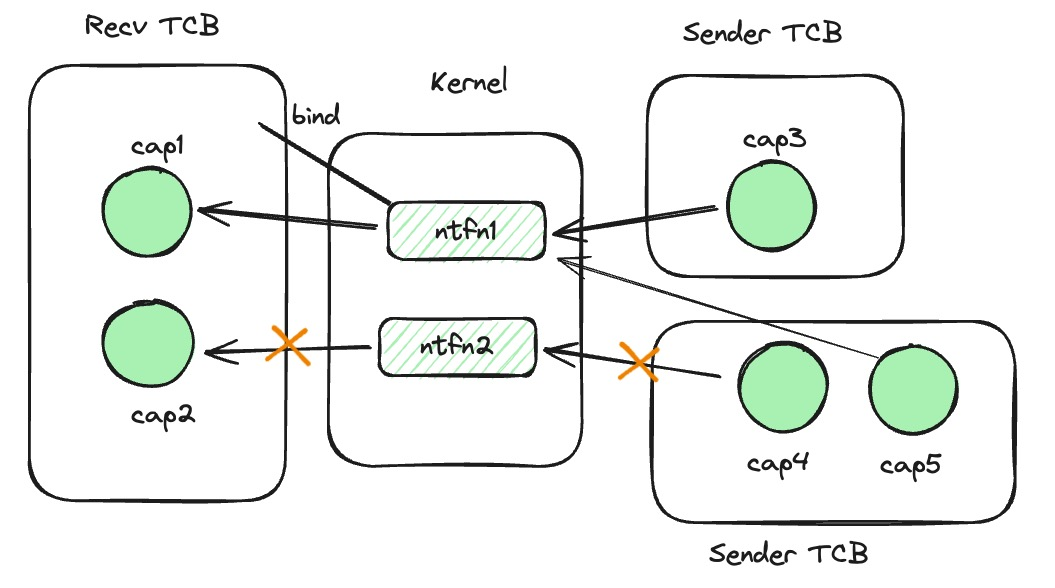 Recv TCB
Sender TCB
Kernel
bind
cap1
cap3
ntfn1
ntfn2
cap2
cap4
cap5
Sender TCB